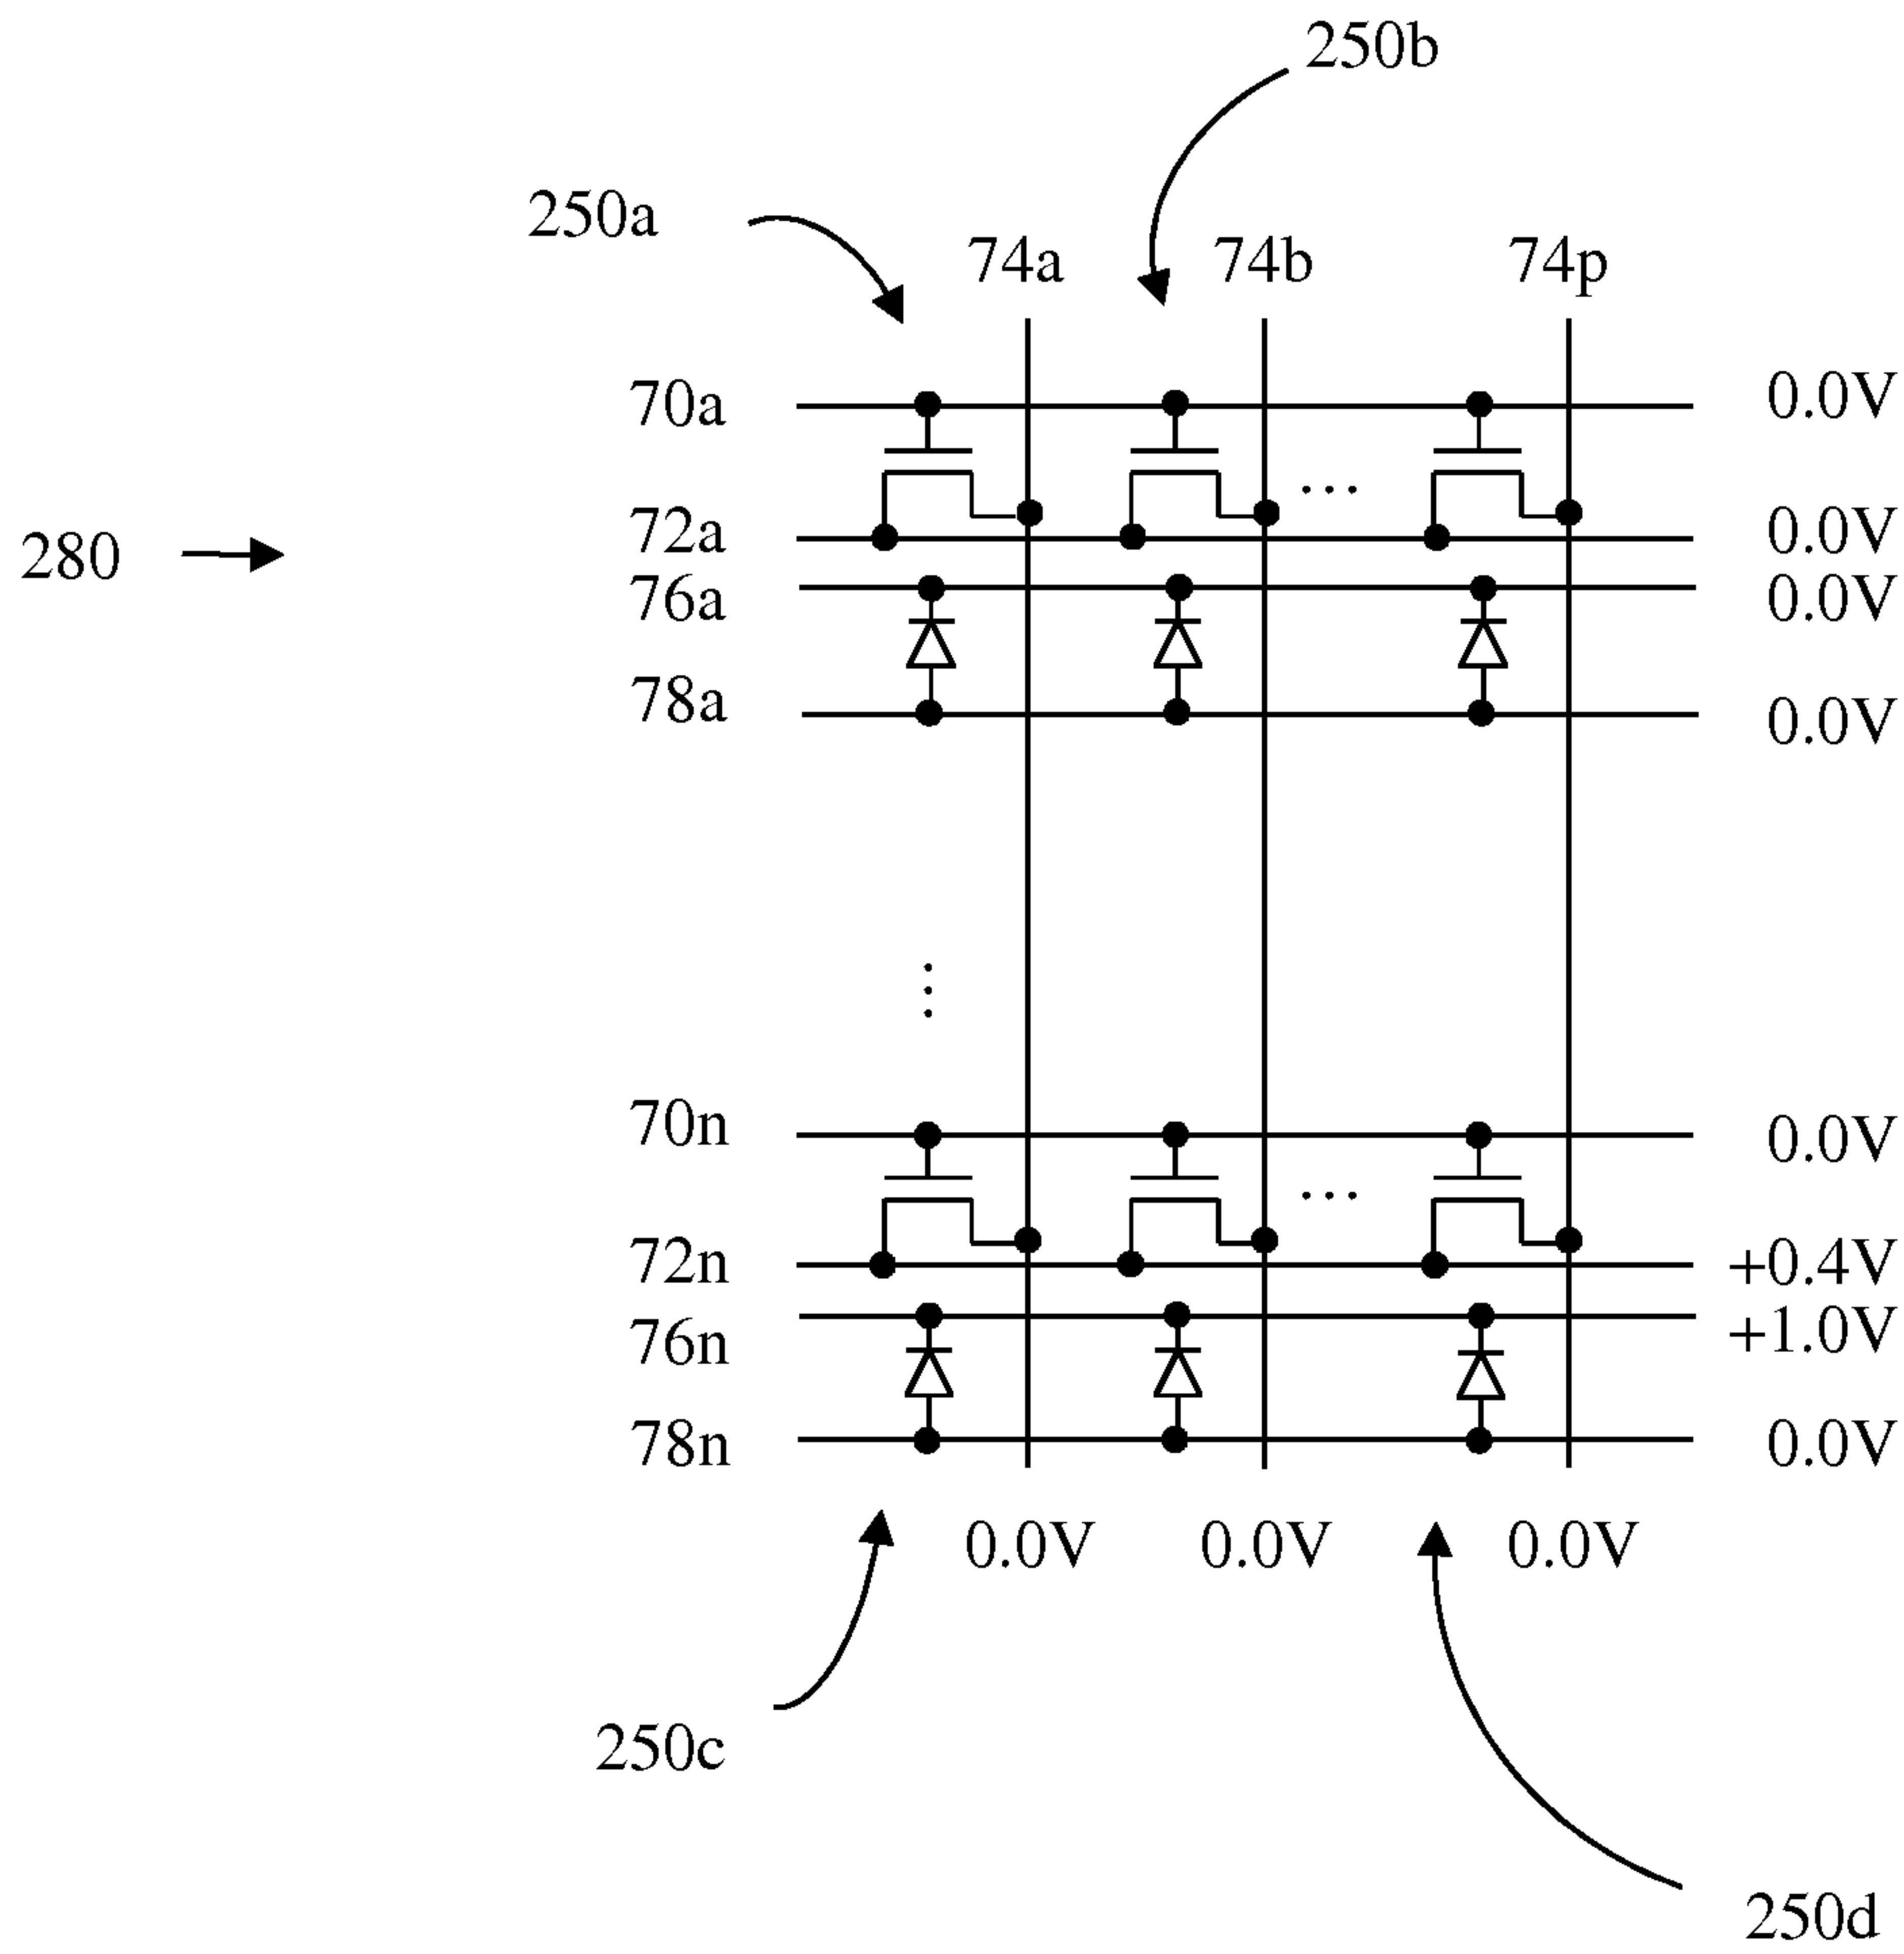 250b
250a
74a 74b 74p
70a 0.0V
...
72a 0.0V
280
76a 0.0V
78a 0.0V
...
70n 0.0V
...
72n +0.4V
76n +1.0V
78n 0.0V
0.0V 0.0V 0.0V
250c
250d